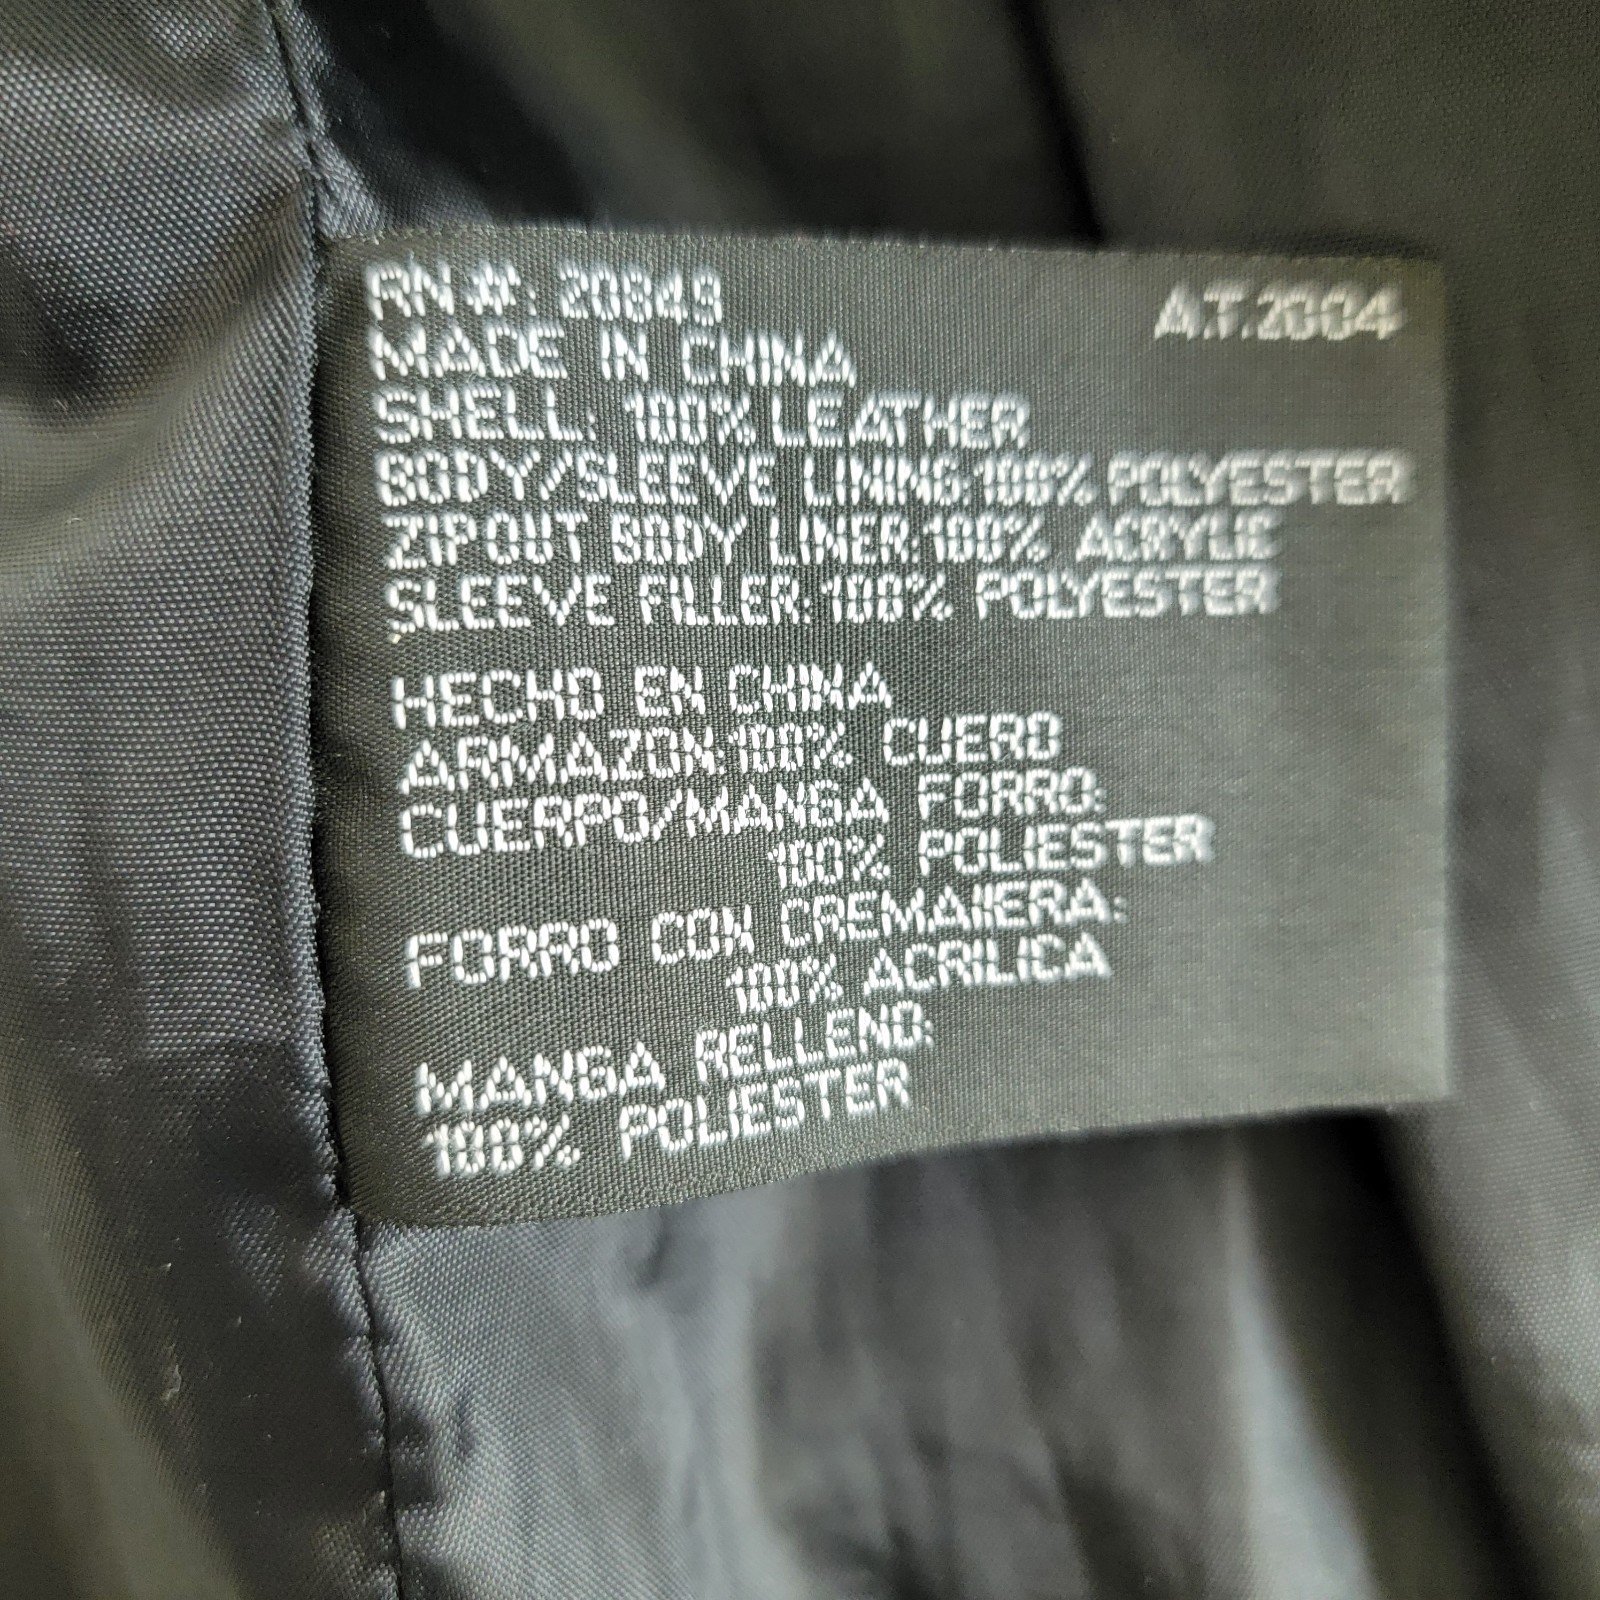 RN #: 20849 A.T.2004
MADE IN CHINA
SHELL: 100% LEATHER
BODY/SLEEVE LINING 100% POLYESTER
ZIPOUT BODY LINER:100% ACRYLIC
SLEEVE FILLER:100% POLYESTER
HECHO EN CHINA
ARMAZON:100% CUERO
CUERPO/MANGA FORRO:
100% POLIESTER
FORRO CON CREMAllERA:
100% ACRILICA
MANGA RELLENO:
100% POLIESTER